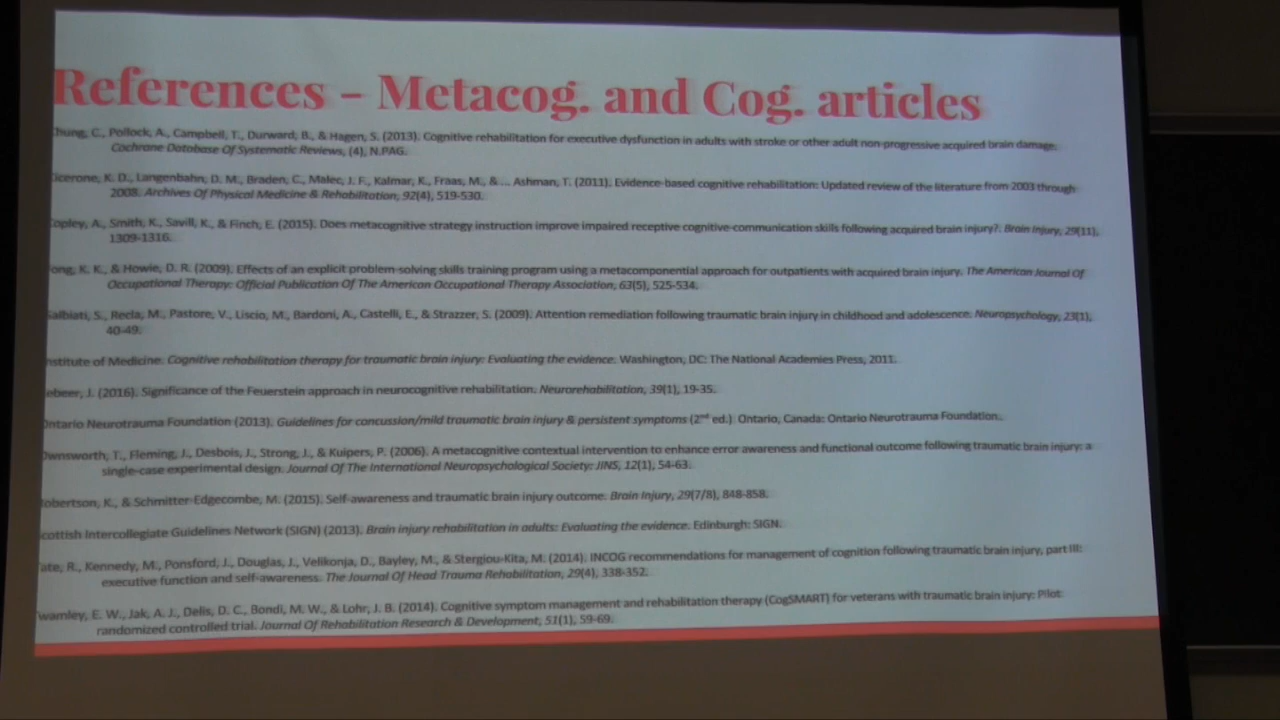 References – Metacog. and Cog. articles
hung, C., Pollock, A., Campbell, T., Durward, B., & Hagen, S. (2013). Cognitive rehabilitation for executive dysfunction in adults with stroke or other adult non-progressive acquired brain damage.
Cochrane Database Of Systematic Reviews, (4), N.PAG.
icerone, K. D., Langenbahn, D. M., Braden, C., Malec, J. F., Kalmar, K., Fraas, M., & ... Ashman, T. (2011). Evidence-based cognitive rehabilitation: Updated review of the literature from 2003 through
2008. Archives Of Physical Medicine & Rehabilitation, 92(4), 519-530.
opley, A., Smith, K., Savill, K., & Finch, E. (2015). Does metacognitive strategy instruction improve impaired receptive cognitive-communication skills following acquired brain injury?. Brain Injury, 29(11),
1309-1316.
ong, K. K., & Howie, D. R. (2009). Effects of an explicit problem-solving skills training program using a metacomponential approach for outpatients with acquired brain injury. The American Journal Of
Occupational Therapy: Official Publication Of The American Occupational Therapy Association, 63(5), 525-534.
albiati, S., Recla, M., Pastore, V., Liscio, M., Bardoni, A., Castelli, E., & Strazzer, S. (2009). Attention remediation following traumatic brain injury in childhood and adolescence. Neuropsychology, 23(1),
40-49.
nstitute of Medicine. Cognitive rehabilitation therapy for traumatic brain injury: Evaluating the evidence. Washington, DC: The National Academies Press, 2011.
ebeer, J. (2016). Significance of the Feuerstein approach in neurocognitive rehabilitation. Neurorehabilitation, 39(1), 19-35.
Ontario Neurotrauma Foundation (2013). Guidelines for concussion/mild traumatic brain injury & persistent symptoms (2nd ed.) Ontario, Canada: Ontario Neurotrauma Foundation.
Ownsworth, T., Fleming, J., Desbois, J., Strong, J., & Kuipers, P. (2006). A metacognitive contextual intervention to enhance error awareness and functional outcome following traumatic brain injury: a
single-case experimental design. Journal Of The International Neuropsychological Society: JINS, 12(1), 54-63.
obertson, K., & Schmitter-Edgecombe, M. (2015). Self-awareness and traumatic brain injury outcome. Brain Injury, 29(7/8), 848-858.
cottish Intercollegiate Guidelines Network (SIGN) (2013). Brain injury rehabilitation in adults: Evaluating the evidence. Edinburgh: SIGN.
ate, R., Kennedy, M., Ponsford, J., Douglas, J., Velikonja, D., Bayley, M., & Stergiou-Kita, M. (2014). INCOG recommendations for management of cognition following traumatic brain injury, part III:
executive function and self-awareness. The Journal Of Head Trauma Rehabilitation, 29(4), 338-352.
wamley, E. W., Jak, A. J., Delis, D. C., Bondi, M. W., & Lohr, J. B. (2014). Cognitive symptom management and rehabilitation therapy (CogSMART) for veterans with traumatic brain injury: Pilot
randomized controlled trial. Journal Of Rehabilitation Research & Development, 51(1), 59-69.